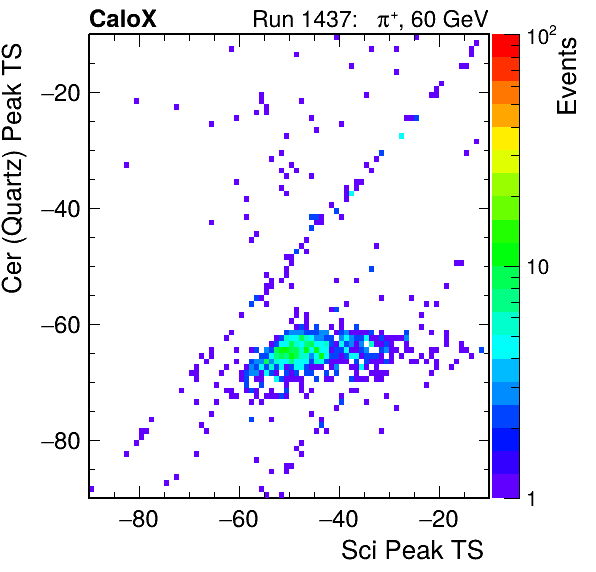 CaloX Run 1437: π⁺, 60 GeV
Cer (Quartz) Peak TS
−20
−40
−60
−80
−80 −60 −40 −20
Sci Peak TS
10²
10
1
Events